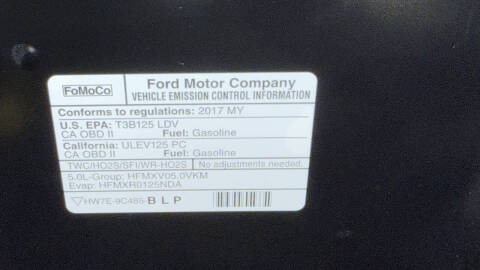 FoMoCo
Ford Motor Company
VEHICLE EMISSION CONTROL INFORMATION
Conforms to regulations: 2017 MY
U.S. EPA: T3B125 LDV
CA OBD II Fuel: Gasoline
California: ULEV125 PC
CA OBD II Fuel: Gasoline
TWC/HO2S/SFI/WR-HO2S No adjustments needed.
5.0L-Group: HFMXV05.0VKM
Evap: HFMXR0125NDA
HW7E-9C485-BLP